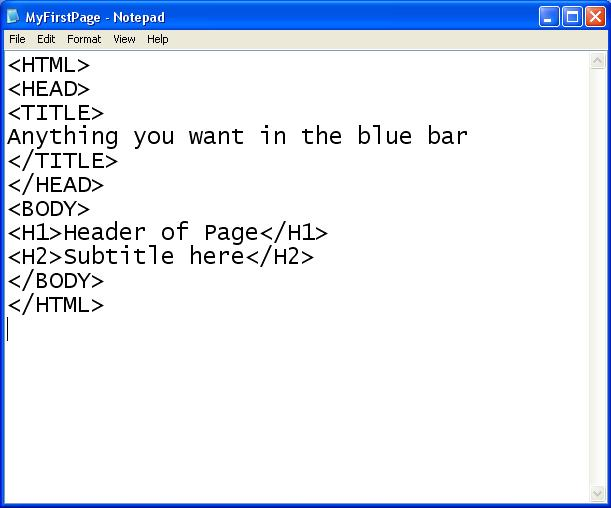 MyFirstPage - Notepad
File Edit Format View Help
<HTML>
<HEAD>
<TITLE>
Anything you want in the blue bar
</TITLE>
</HEAD>
<BODY>
<H1>Header of Page</H1>
<H2>Subtitle here</H2>
</BODY>
</HTML>